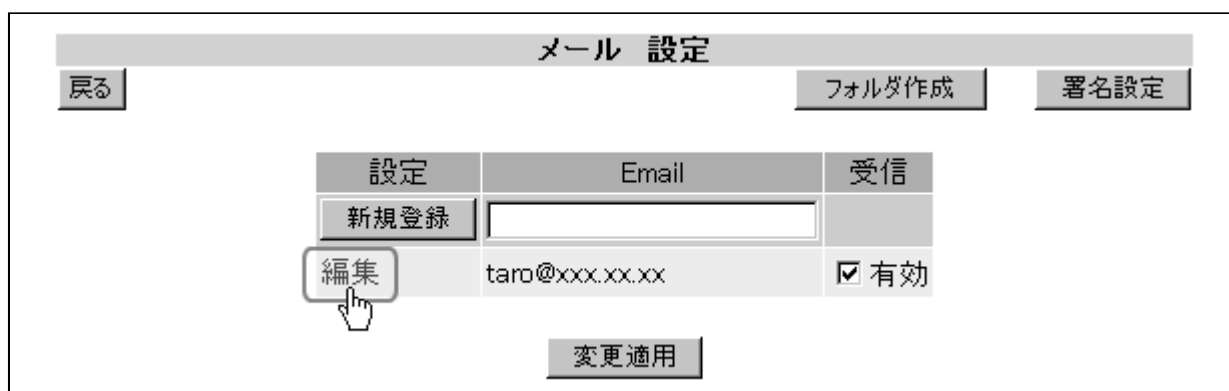 メール 設定
戻る フォルダ作成 署名設定
設定 Email 受信
新規登録
編集 taro@xxx.xx.xx 有効
変更適用